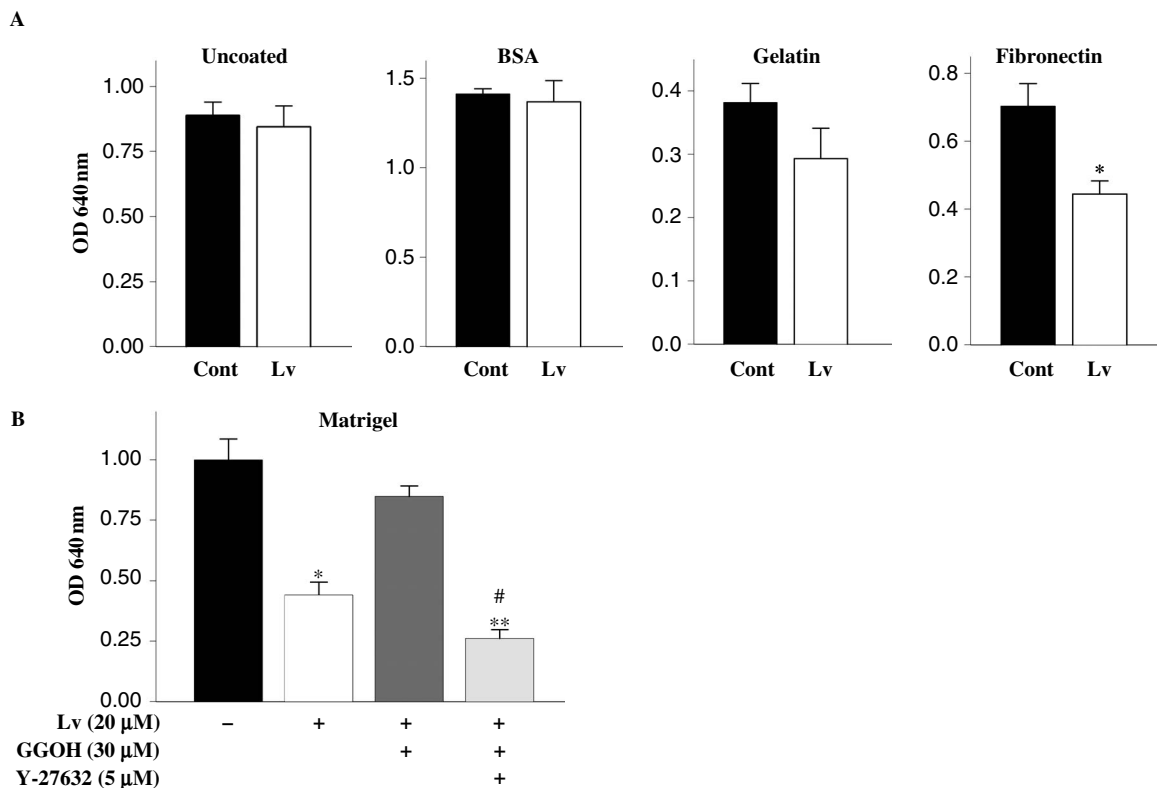 A
Uncoated
BSA
Gelatin
Fibronectin
OD 640 nm
1.00
0.75
0.50
0.25
0.00
Cont Lv
1.5
1.0
0.5
0.0
Cont Lv
0.4
0.3
0.2
0.1
0.0
Cont Lv
0.8
0.6
0.4
0.2
0.0
*
Cont Lv
B
Matrigel
OD 640 nm
1.00
0.75
0.50
0.25
0.00
*
#
**
Lv (20 μM) – + + +
GGOH (30 μM) + +
Y-27632 (5 μM) +